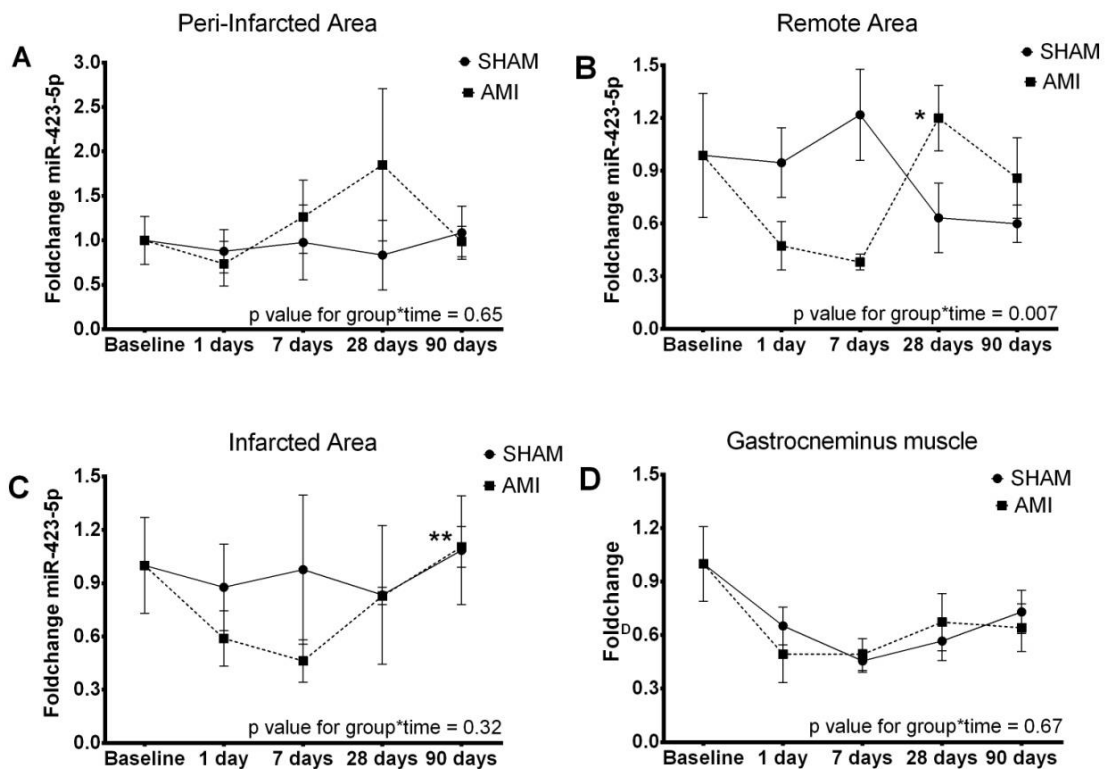 Peri-Infarcted Area
A
Foldchange miR-423-5p
3.0
2.5
2.0
1.5
1.0
0.5
0.0
SHAM
AMI
p value for group*time = 0.65
Baseline 1 days 7 days 28 days 90 days
Remote Area
B
Foldchange miR-423-5p
1.5
1.2
0.9
0.6
0.3
0.0
SHAM
AMI
*
p value for group*time = 0.007
Baseline 1 day 7 days 28 days 90 days
Infarcted Area
C
Foldchange miR-423-5p
1.5
1.2
0.9
0.6
0.3
0.0
SHAM
AMI
**
p value for group*time = 0.32
Baseline 1 day 7 days 28 days 90 days
Gastrocneminus muscle
D
Foldchange
D
1.5
1.2
0.9
0.6
0.3
0.0
SHAM
AMI
p value for group*time = 0.67
Baseline 1 day 7 days 28 days 90 days